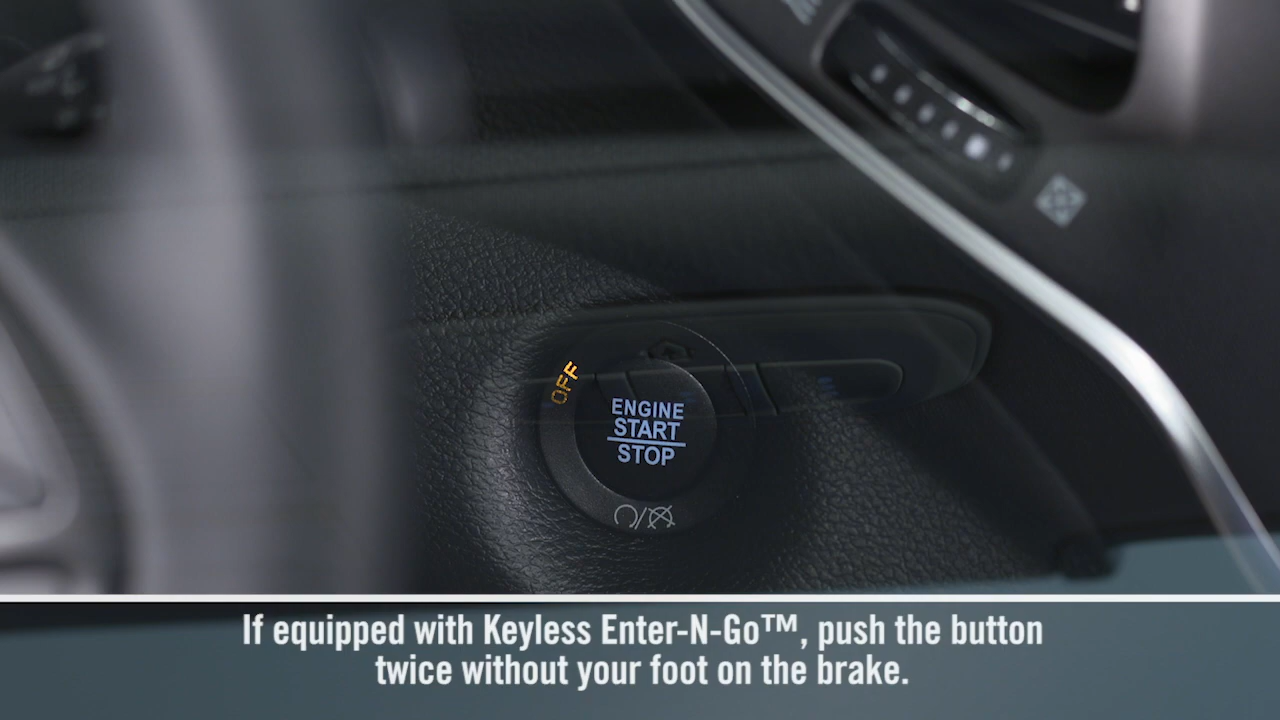 OFF
ENGINE
START
STOP
If equipped with Keyless Enter-N-Go™, push the button
twice without your foot on the brake.